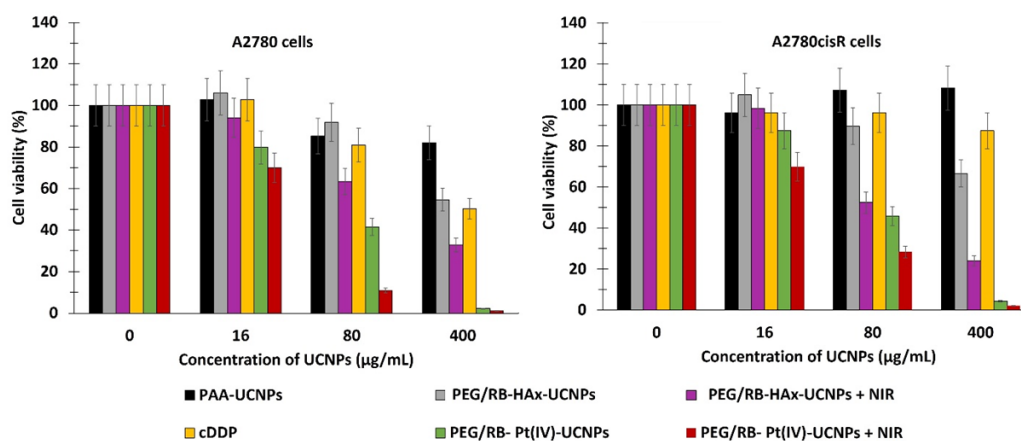 A2780 cells
140
120
100
80
60
40
20
0
Cell viability (%)
0 16 80 400
Concentration of UCNPs (µg/mL)
A2780cisR cells
140
120
100
80
60
40
20
0
Cell viability (%)
0 16 80 400
Concentration of UCNPs (µg/mL)
PAA-UCNPs PEG/RB-HAx-UCNPs PEG/RB-HAx-UCNPs + NIR
cDDP PEG/RB- Pt(IV)-UCNPs PEG/RB- Pt(IV)-UCNPs + NIR